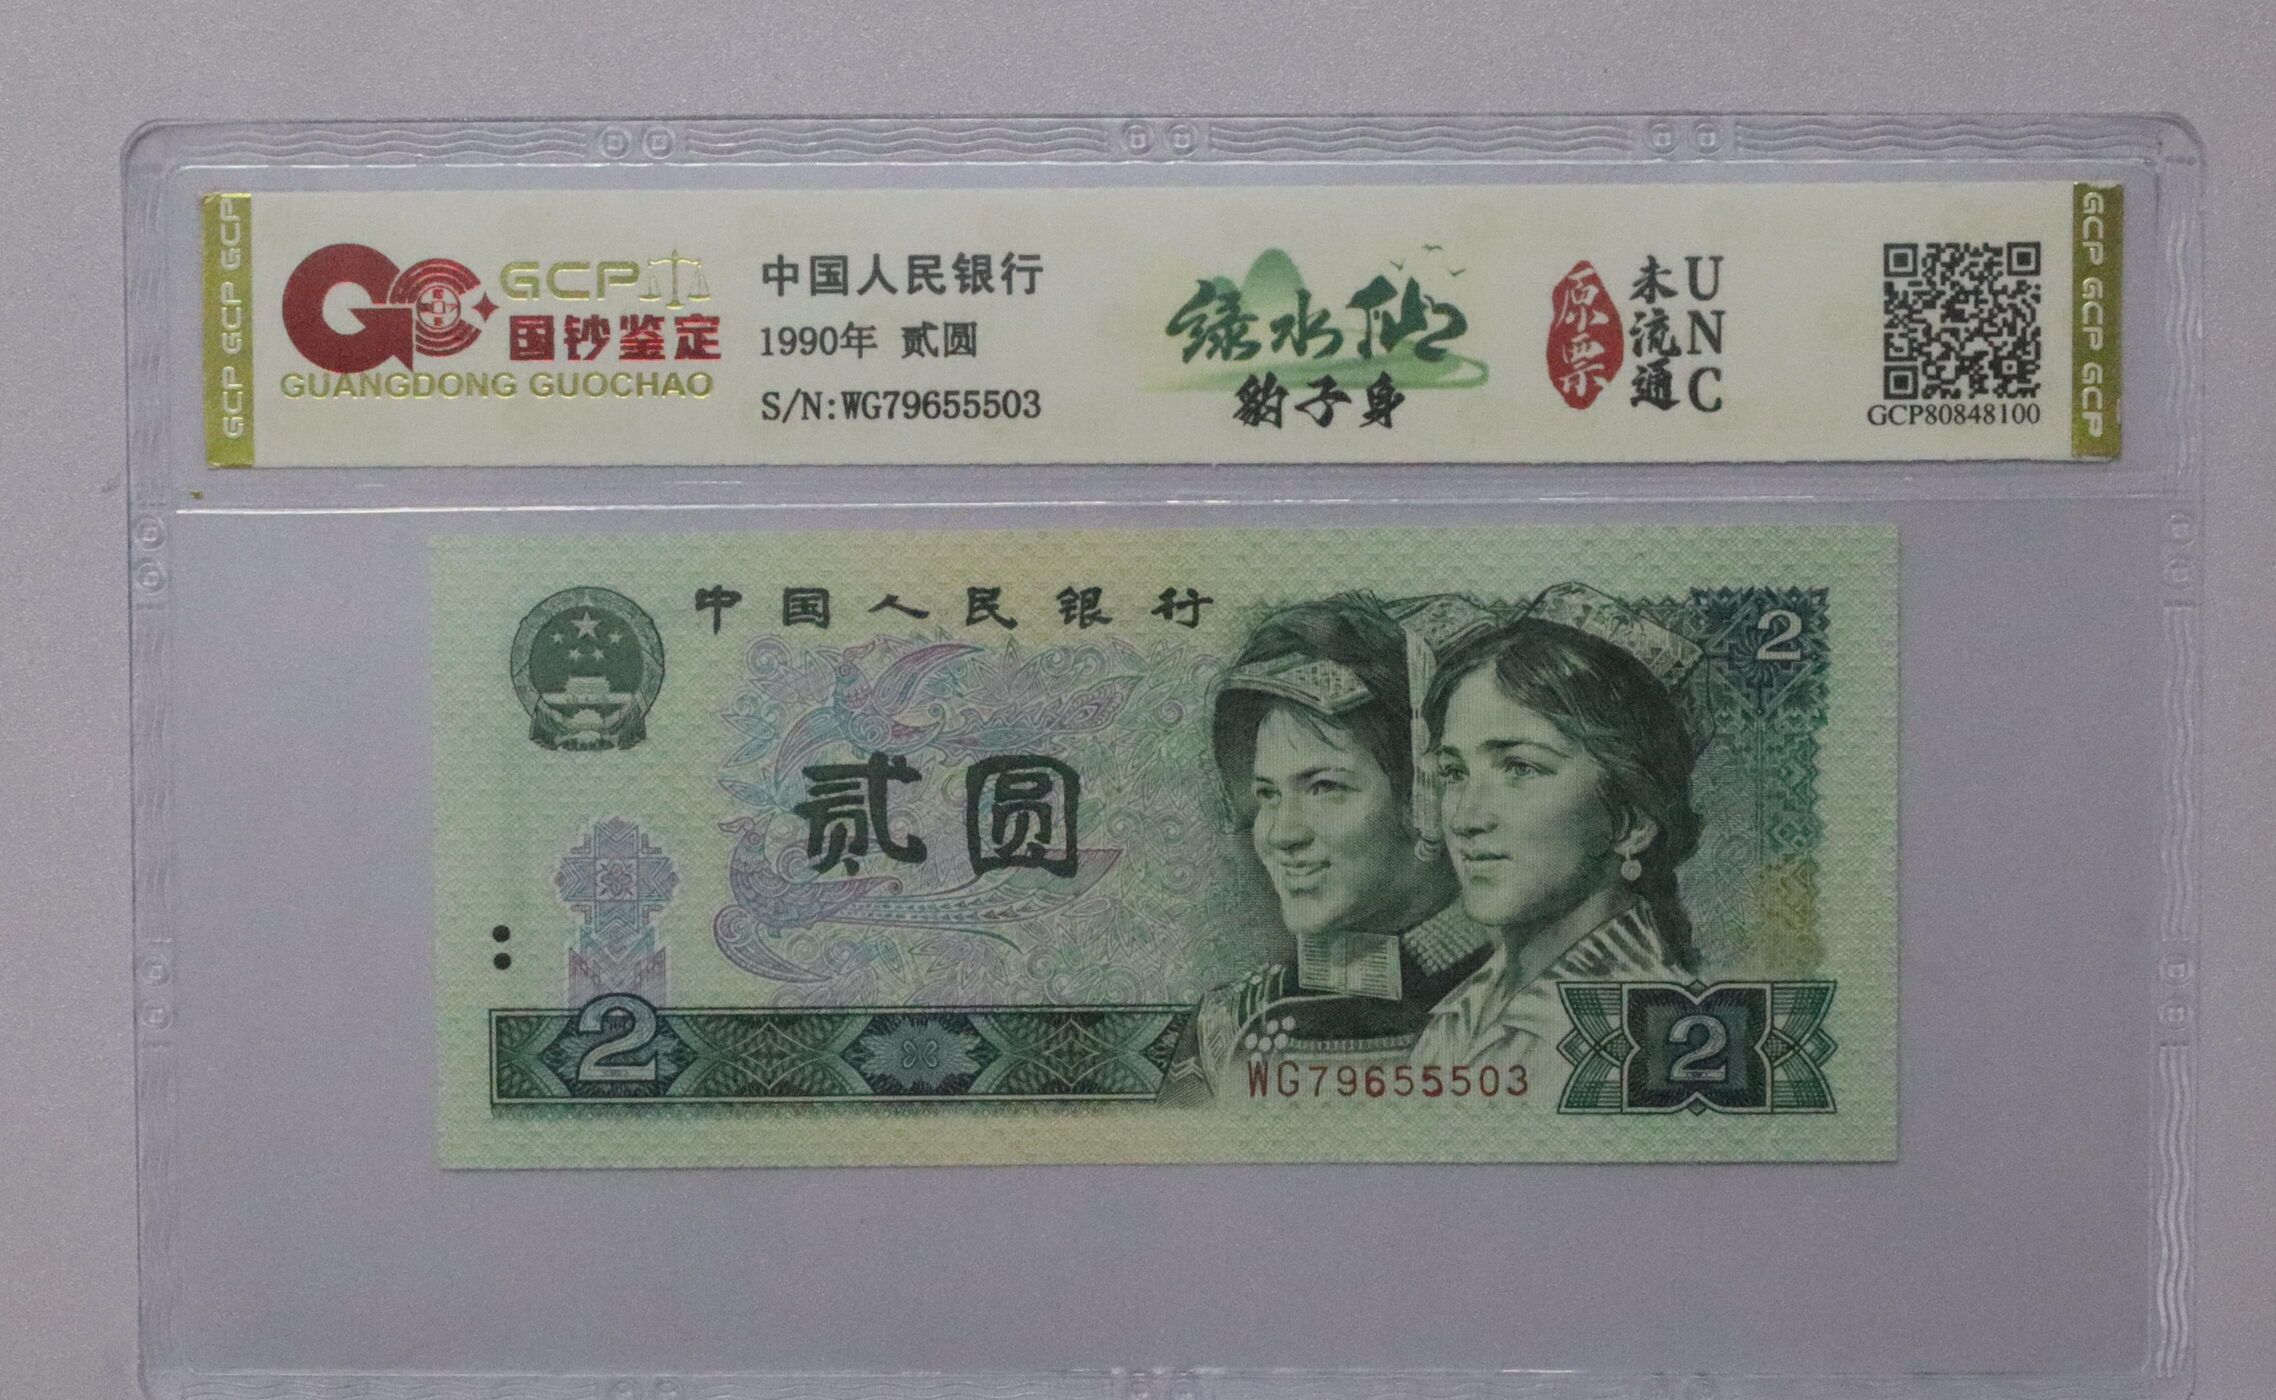 GCP GCP GCP
GCP
国钞鉴定
GUANGDONG GUOCHAO
中国人民银行
1990年 贰圆
S/N:WG79655503
绿水仙
豹子身
原票
未流通
UNC
GCP80848100
GCP GCP GCP
中国人民银行
2
贰圆
2
WG79655503
2